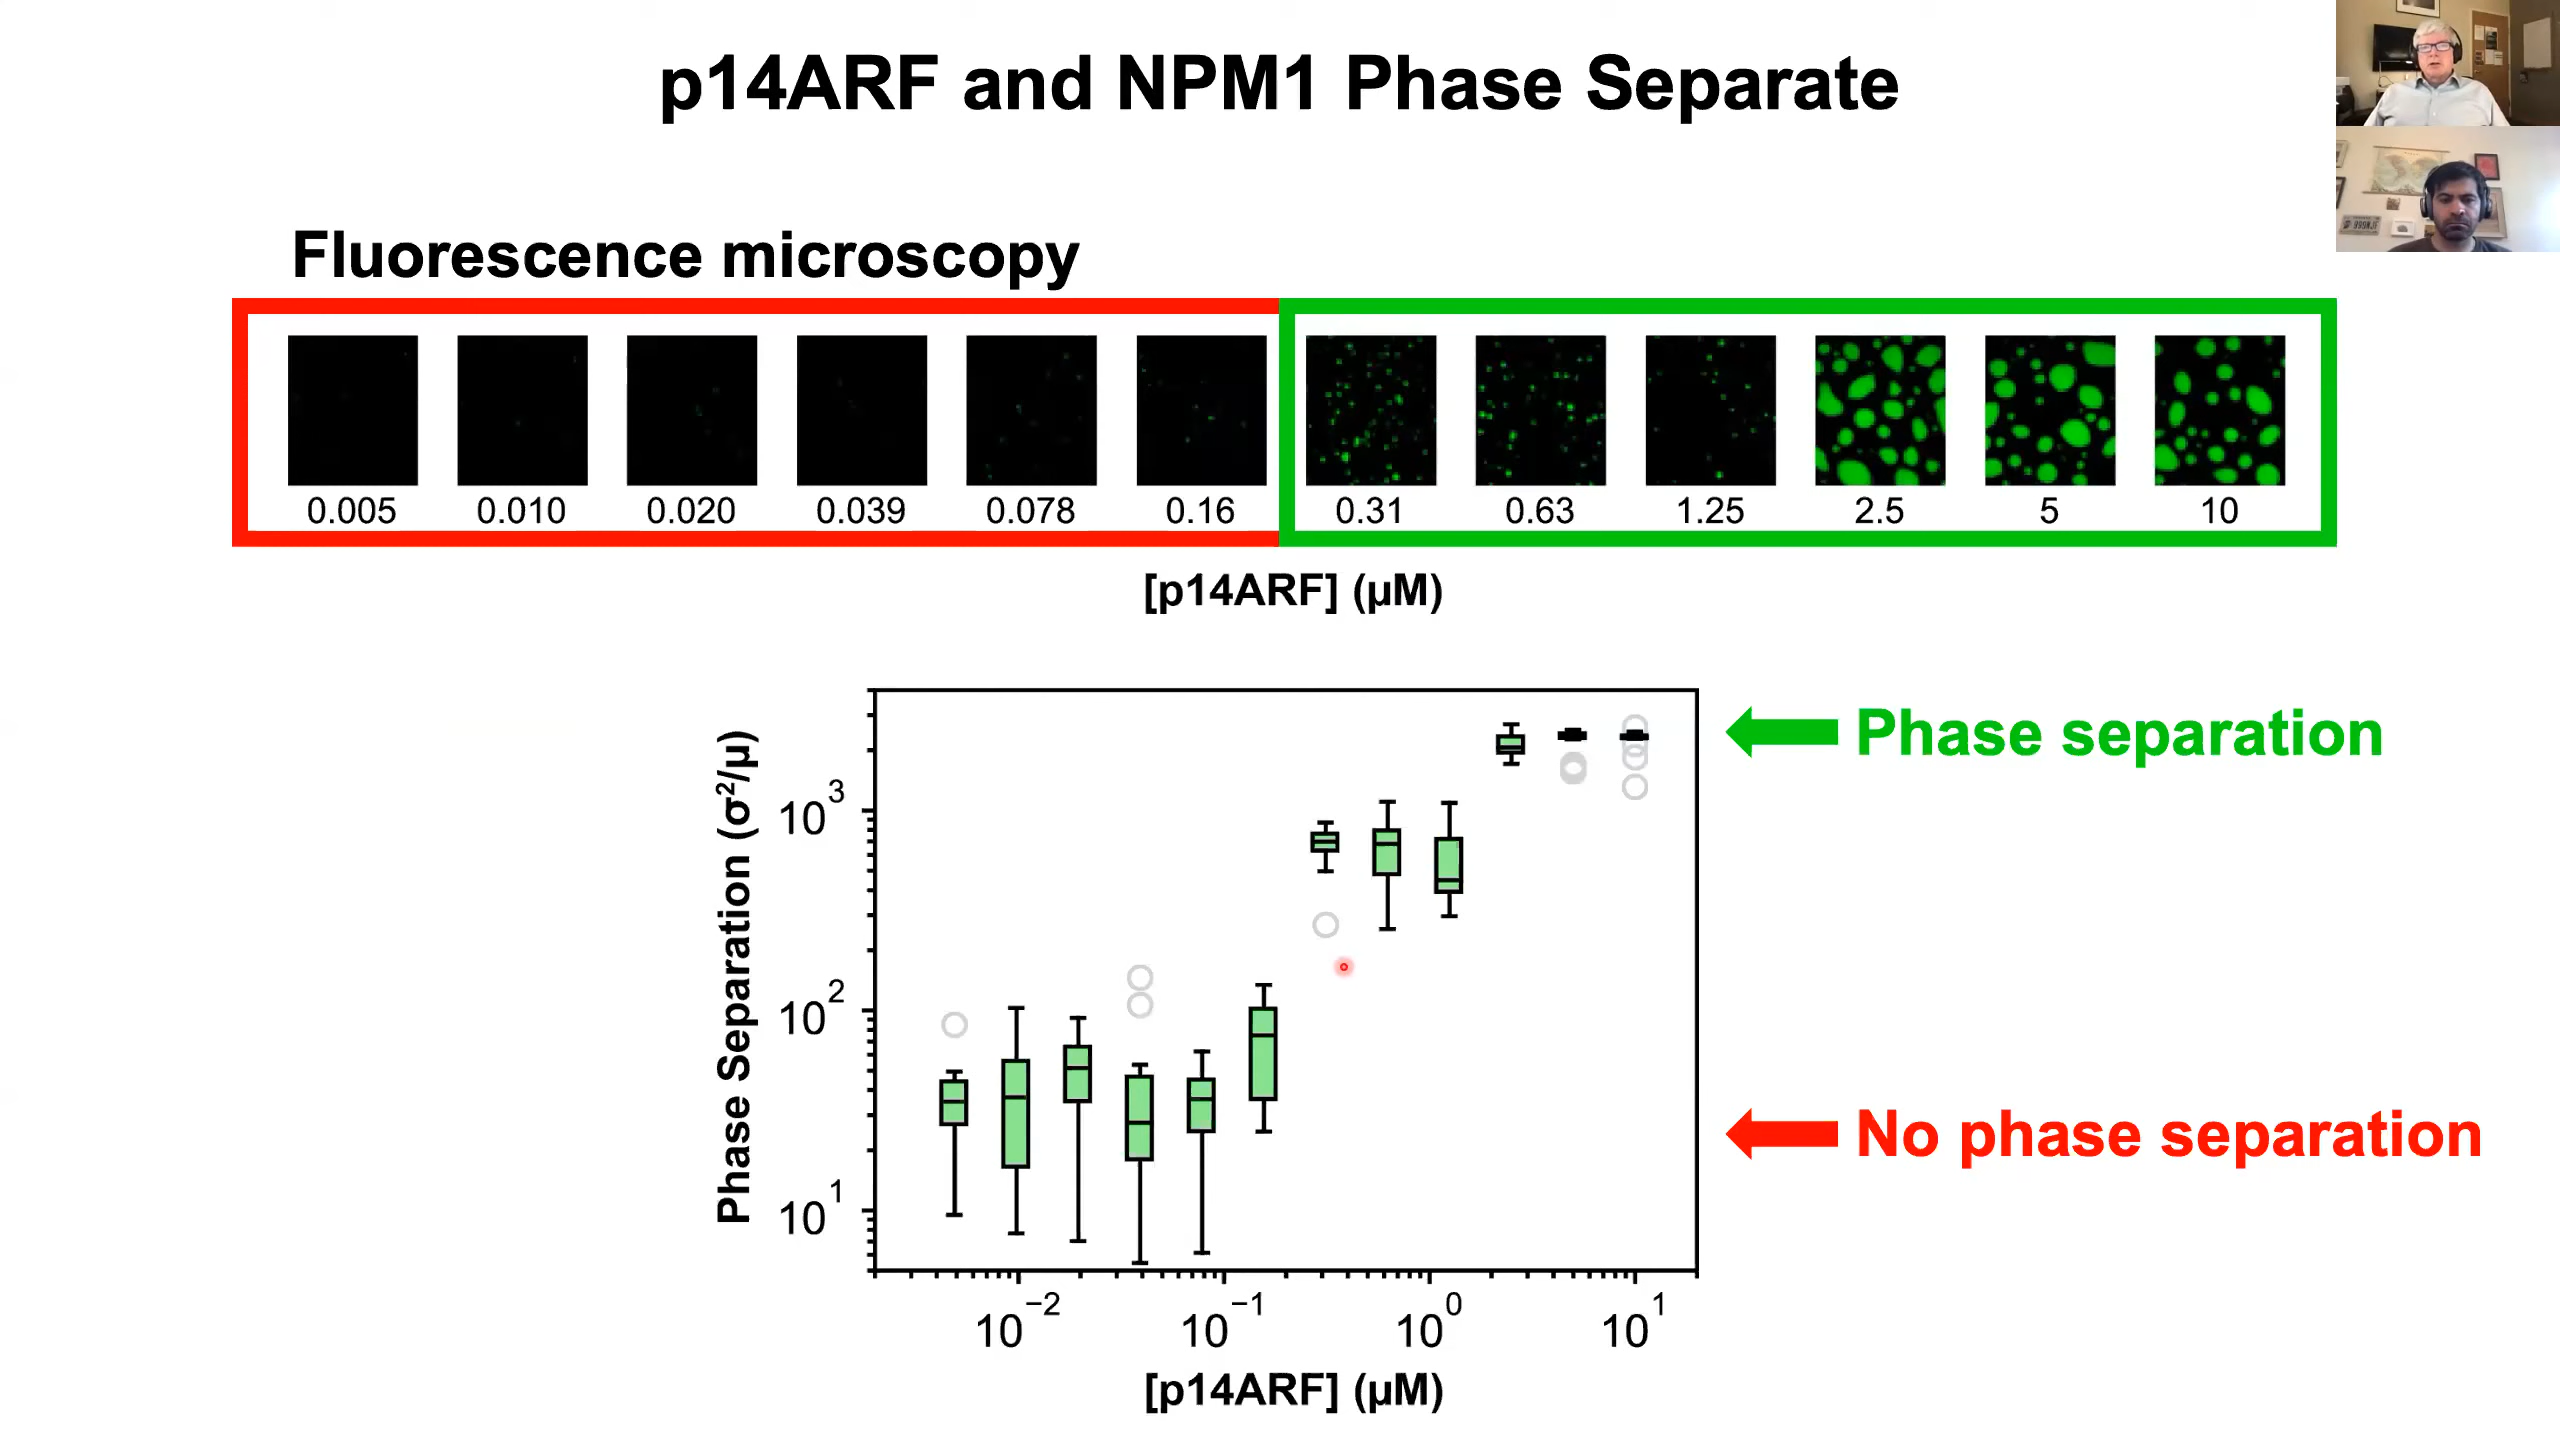 p14ARF and NPM1 Phase Separate
Fluorescence microscopy
0.005 0.010 0.020 0.039 0.078 0.16 0.31 0.63 1.25 2.5 5 10
[p14ARF] (μM)
Phase Separation (σ²/μ)
10³
10²
10¹
Phase separation
No phase separation
10⁻² 10⁻¹ 10⁰ 10¹
[p14ARF] (μM)